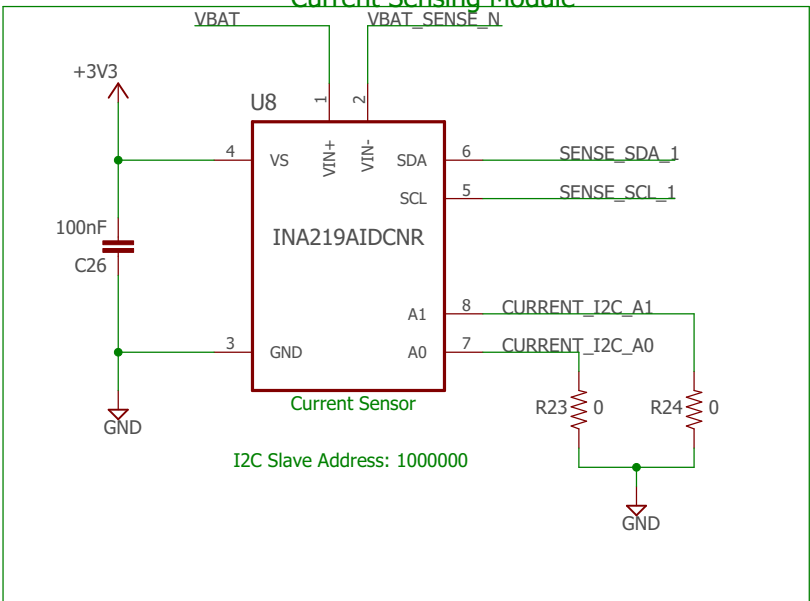 Current Sensing Module
VBAT
VBAT_SENSE_N
+3V3
U8
1
2
4
VS
VIN+
VIN-
SDA
6
SENSE_SDA_1
SCL
5
SENSE_SCL_1
100nF
C26
INA219AIDCNR
A1
8
CURRENT_I2C_A1
3
GND
A0
7
CURRENT_I2C_A0
Current Sensor
R23
0
R24
0
GND
I2C Slave Address: 1000000
GND